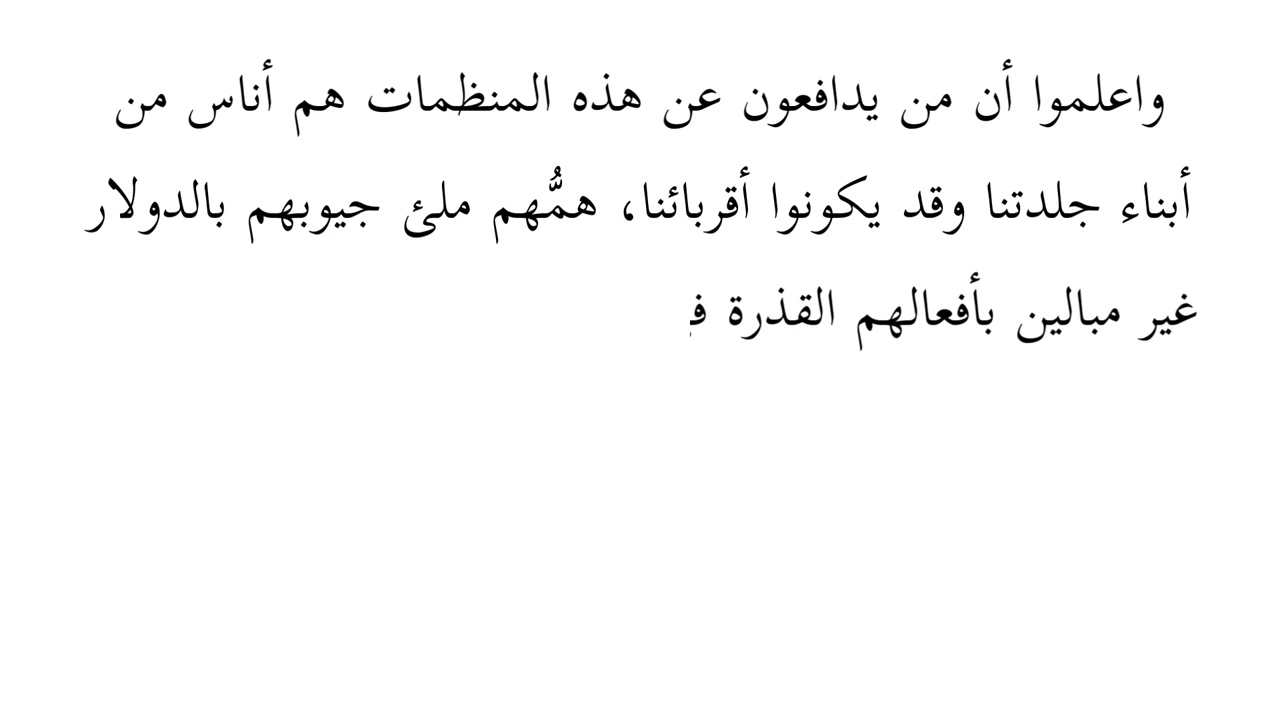 واعلموا أن من يدافعون عن هذه المنظمات هم أناس من
أبناء جلدتنا وقد يكونوا أقربائنا، همُّهم ملئ جيوبهم بالدولار
غير مبالين بأفعالهم القذرة